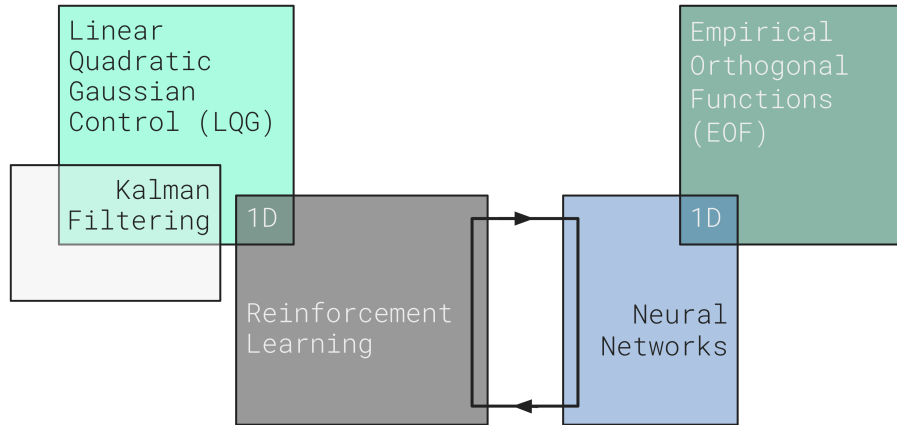 Linear
Quadratic
Gaussian
Control (LQG)
Kalman
Filtering
1D
Reinforcement
Learning
Empirical
Orthogonal
Functions
(EOF)
1D
Neural
Networks